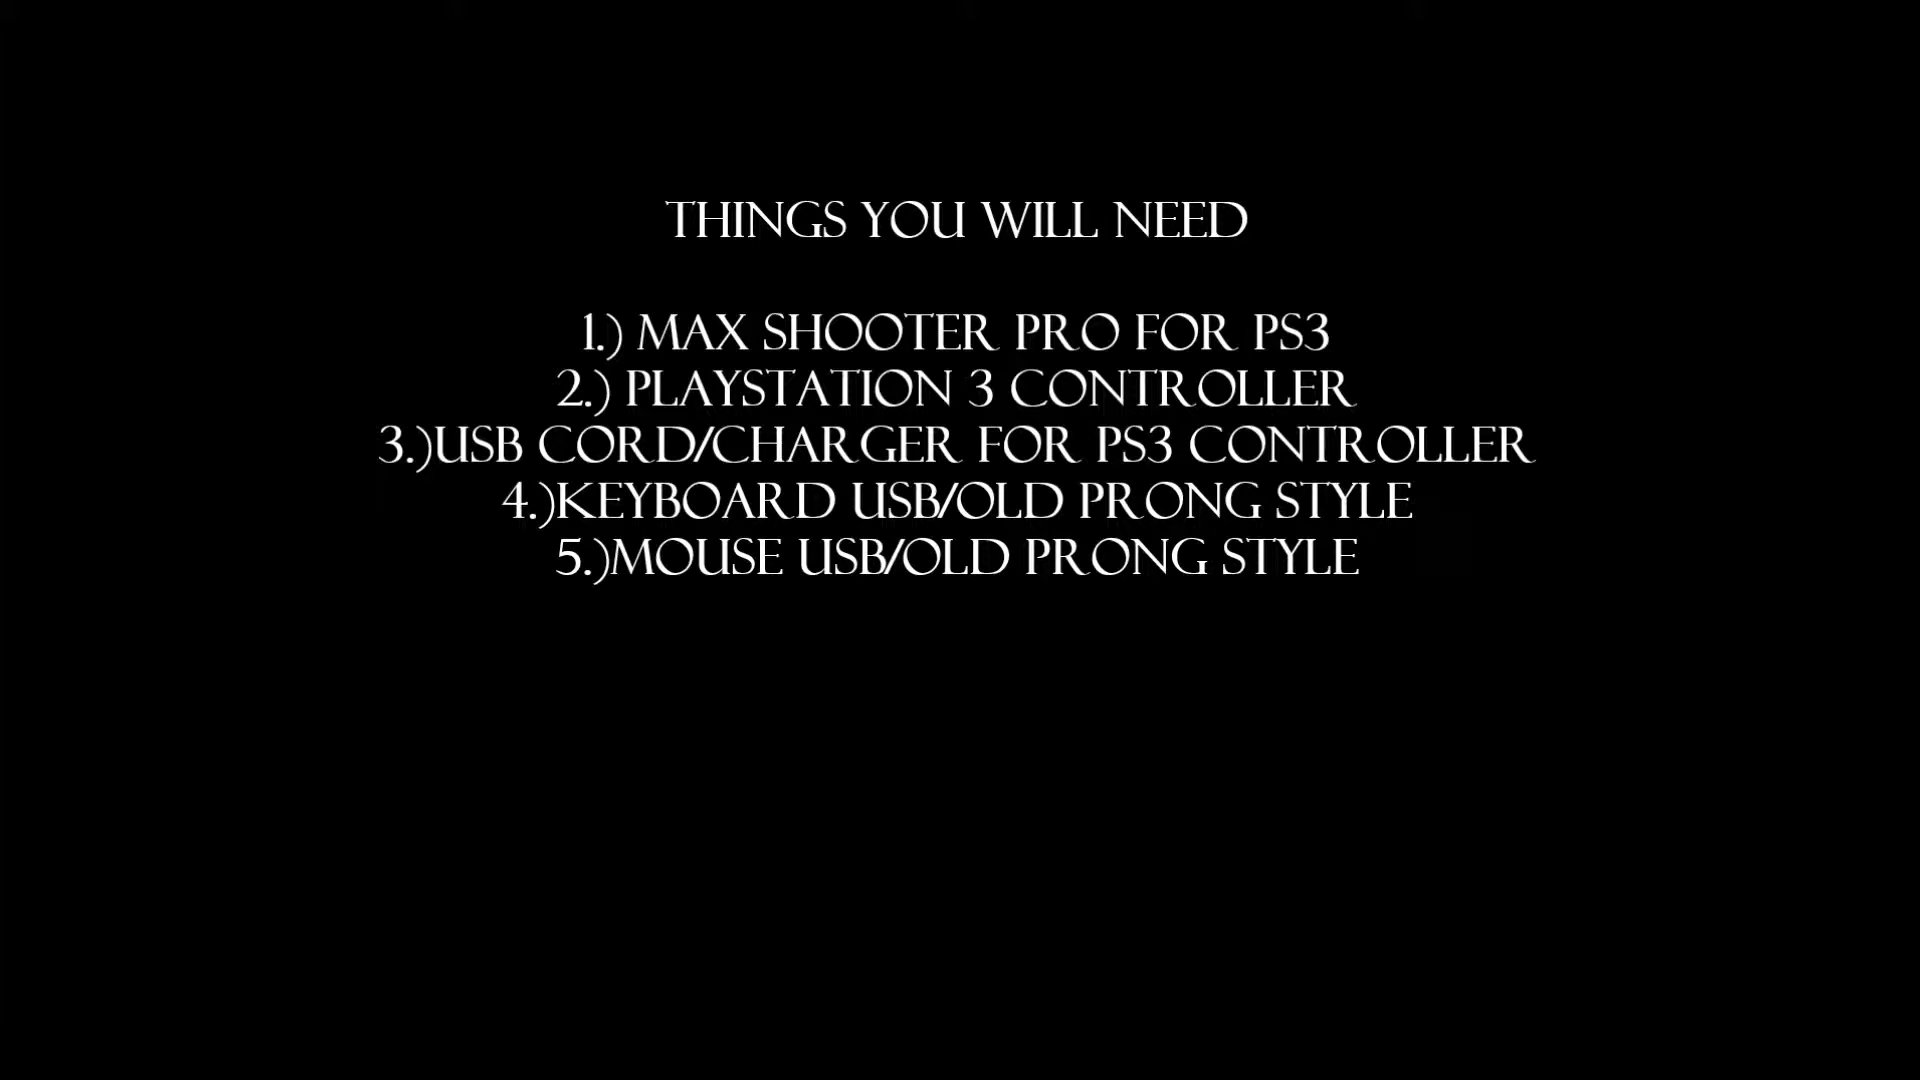 THINGS YOU WILL NEED
1.) MAX SHOOTER PRO FOR PS3
2.) PLAYSTATION 3 CONTROLLER
3.)USB CORD/CHARGER FOR PS3 CONTROLLER
4.)KEYBOARD USB/OLD PRONG STYLE
5.)MOUSE USB/OLD PRONG STYLE